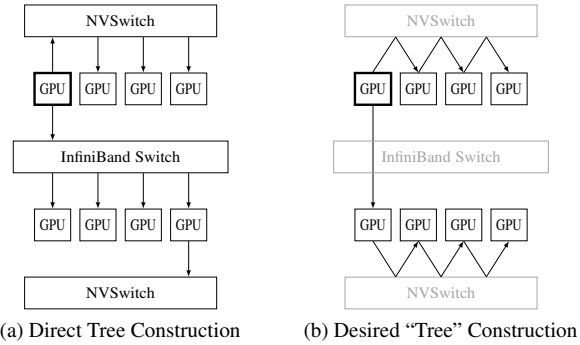 NVSwitch NVSwitch
GPU GPU GPU GPU GPU GPU GPU GPU
InfiniBand Switch InfiniBand Switch
GPU GPU GPU GPU GPU GPU GPU GPU
NVSwitch NVSwitch
(a) Direct Tree Construction (b) Desired “Tree” Construction